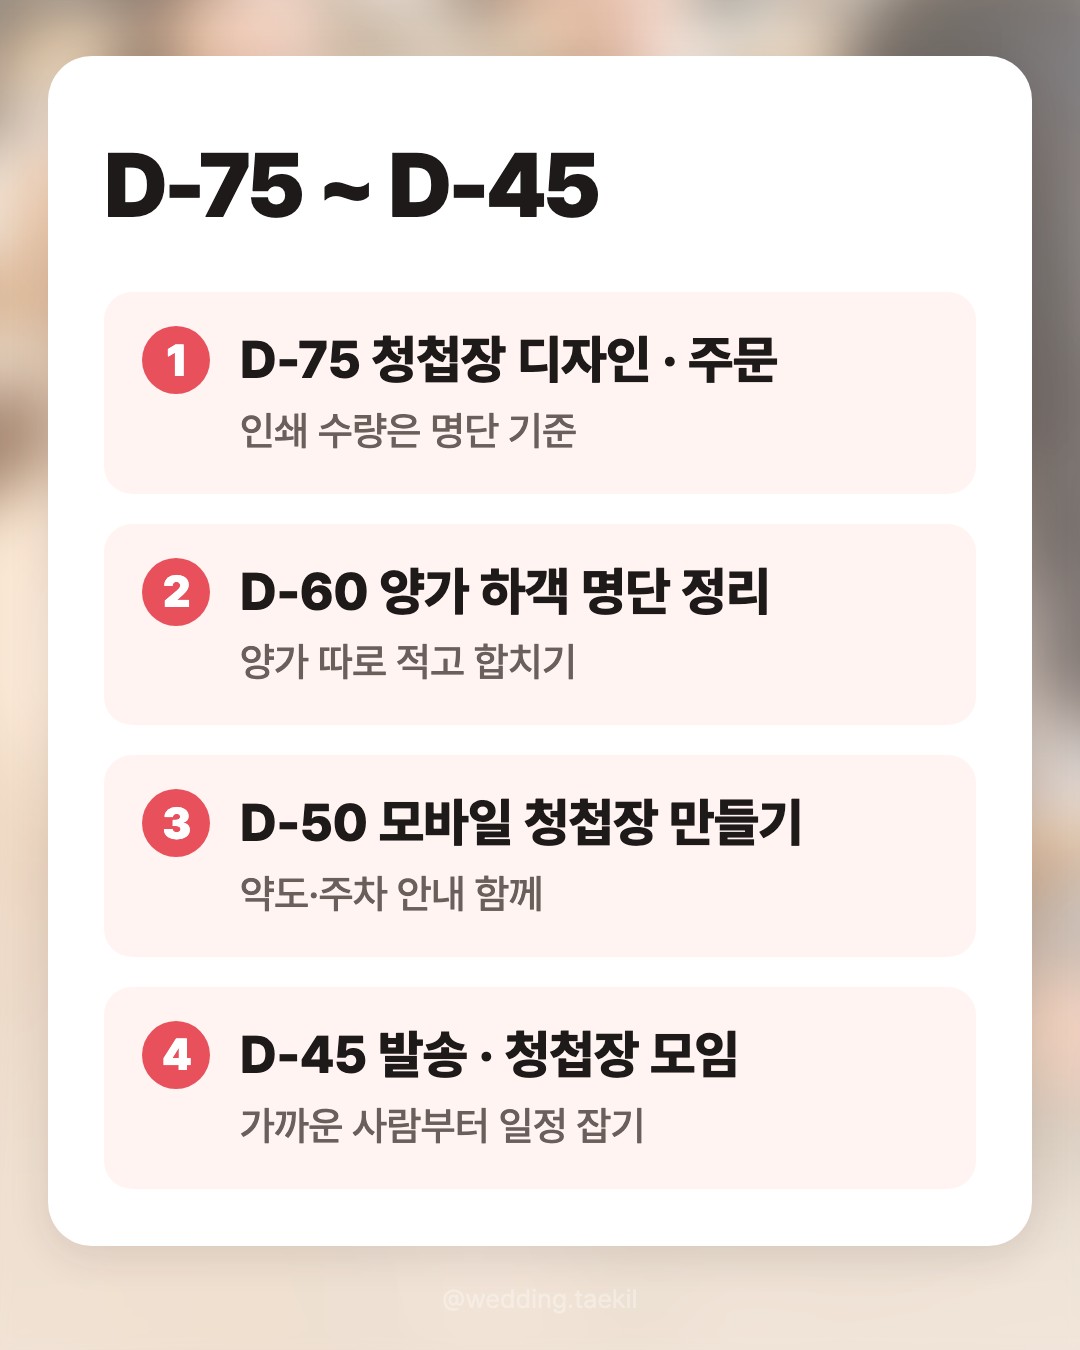 D-75 ~ D-45
1 D-75 청첩장 디자인 · 주문
인쇄 수량은 명단 기준
2 D-60 양가 하객 명단 정리
양가 따로 적고 합치기
3 D-50 모바일 청첩장 만들기
약도·주차 안내 함께
4 D-45 발송 · 청첩장 모임
가까운 사람부터 일정 잡기
@wedding.taekil